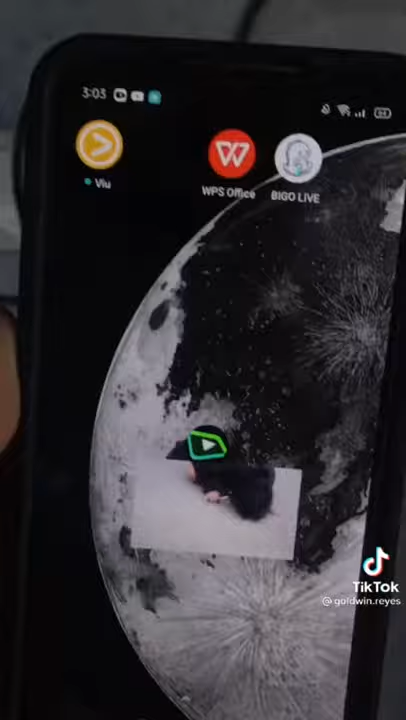 3:03
Viu
WPS Office
BIGO LIVE
TikTok
@goldwin.reyes